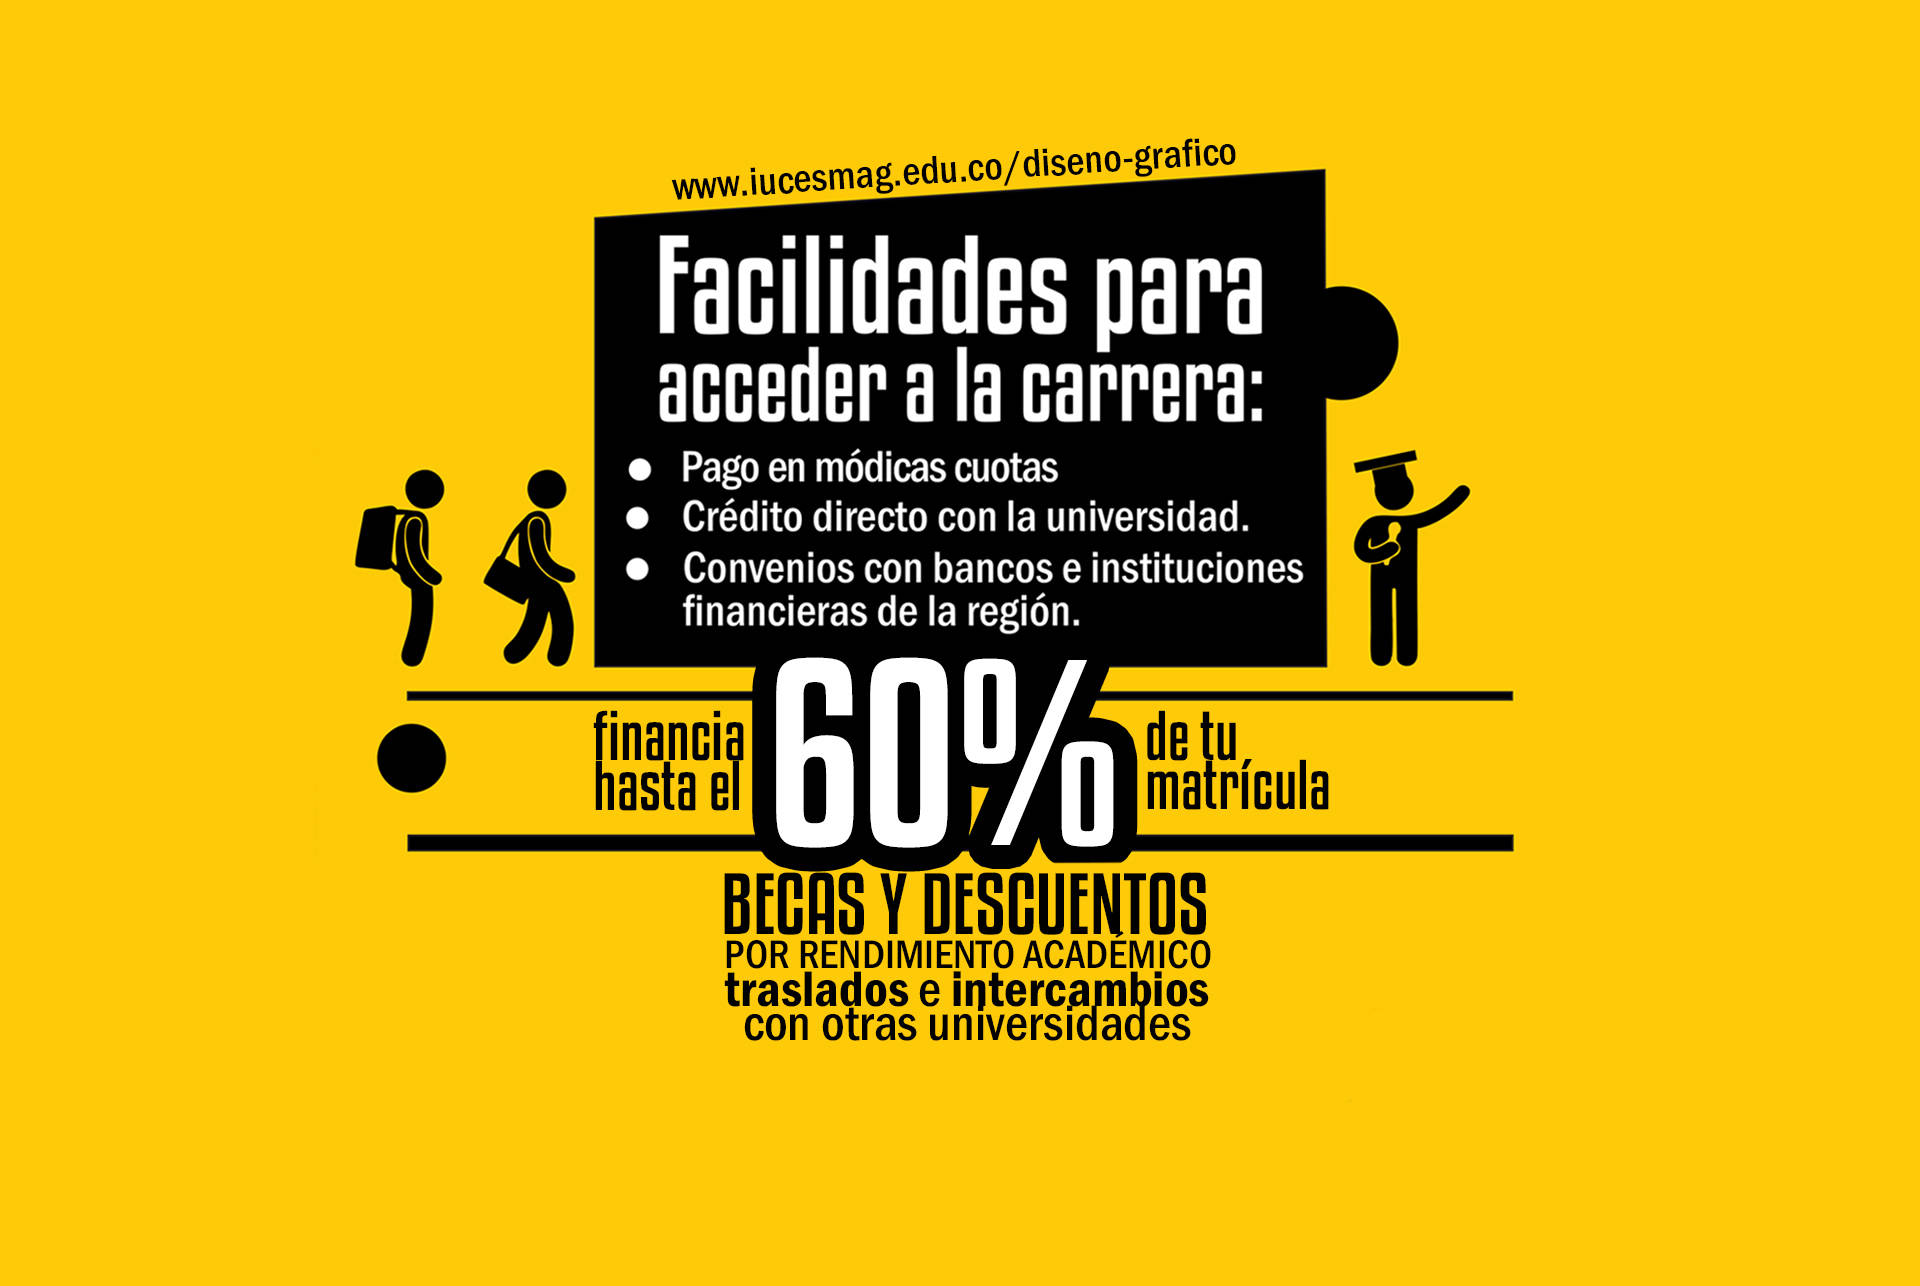 www.iucesmag.edu.co/diseno-grafico
Facilidades para
acceder a la carrera:
● Pago en módicas cuotas
● Crédito directo con la universidad.
● Convenios con bancos e instituciones
financieras de la región.
financia
hasta el
60%
de tu
matrícula
BECAS Y DESCUENTOS
POR RENDIMIENTO ACADÉMICO
traslados e intercambios
con otras universidades